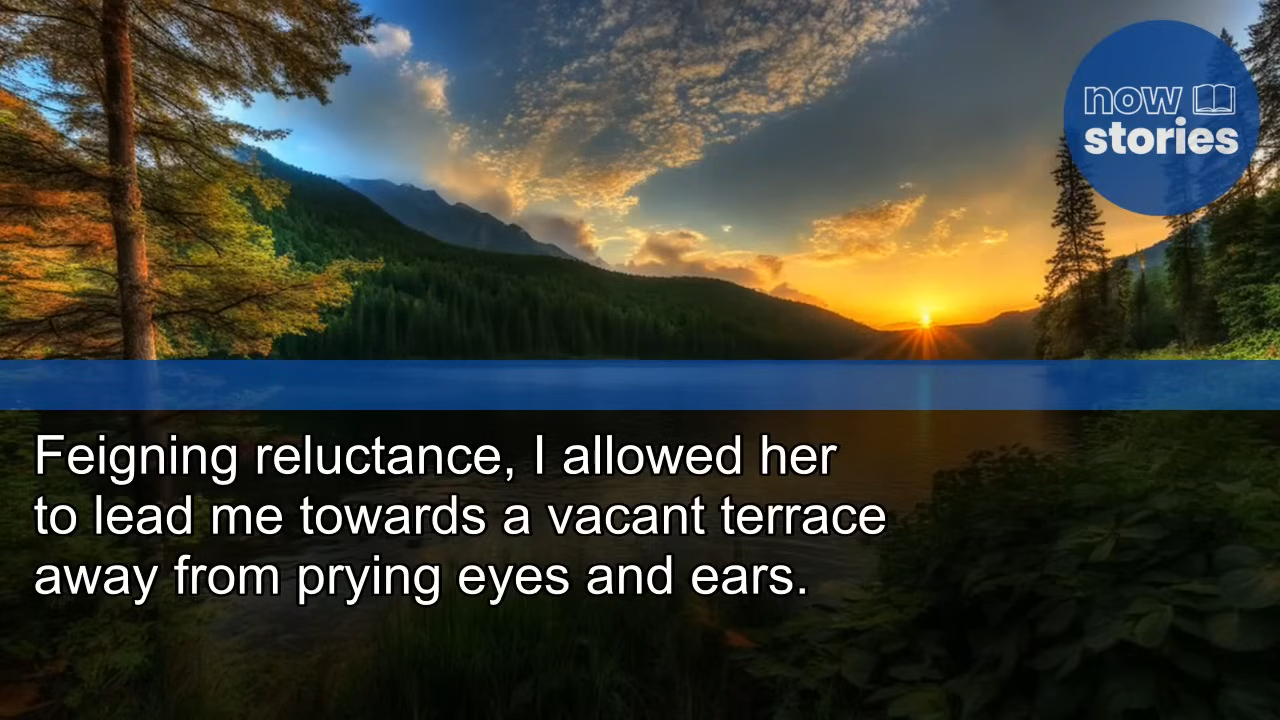 now
stories
Feigning reluctance, I allowed her
to lead me towards a vacant terrace
away from prying eyes and ears.